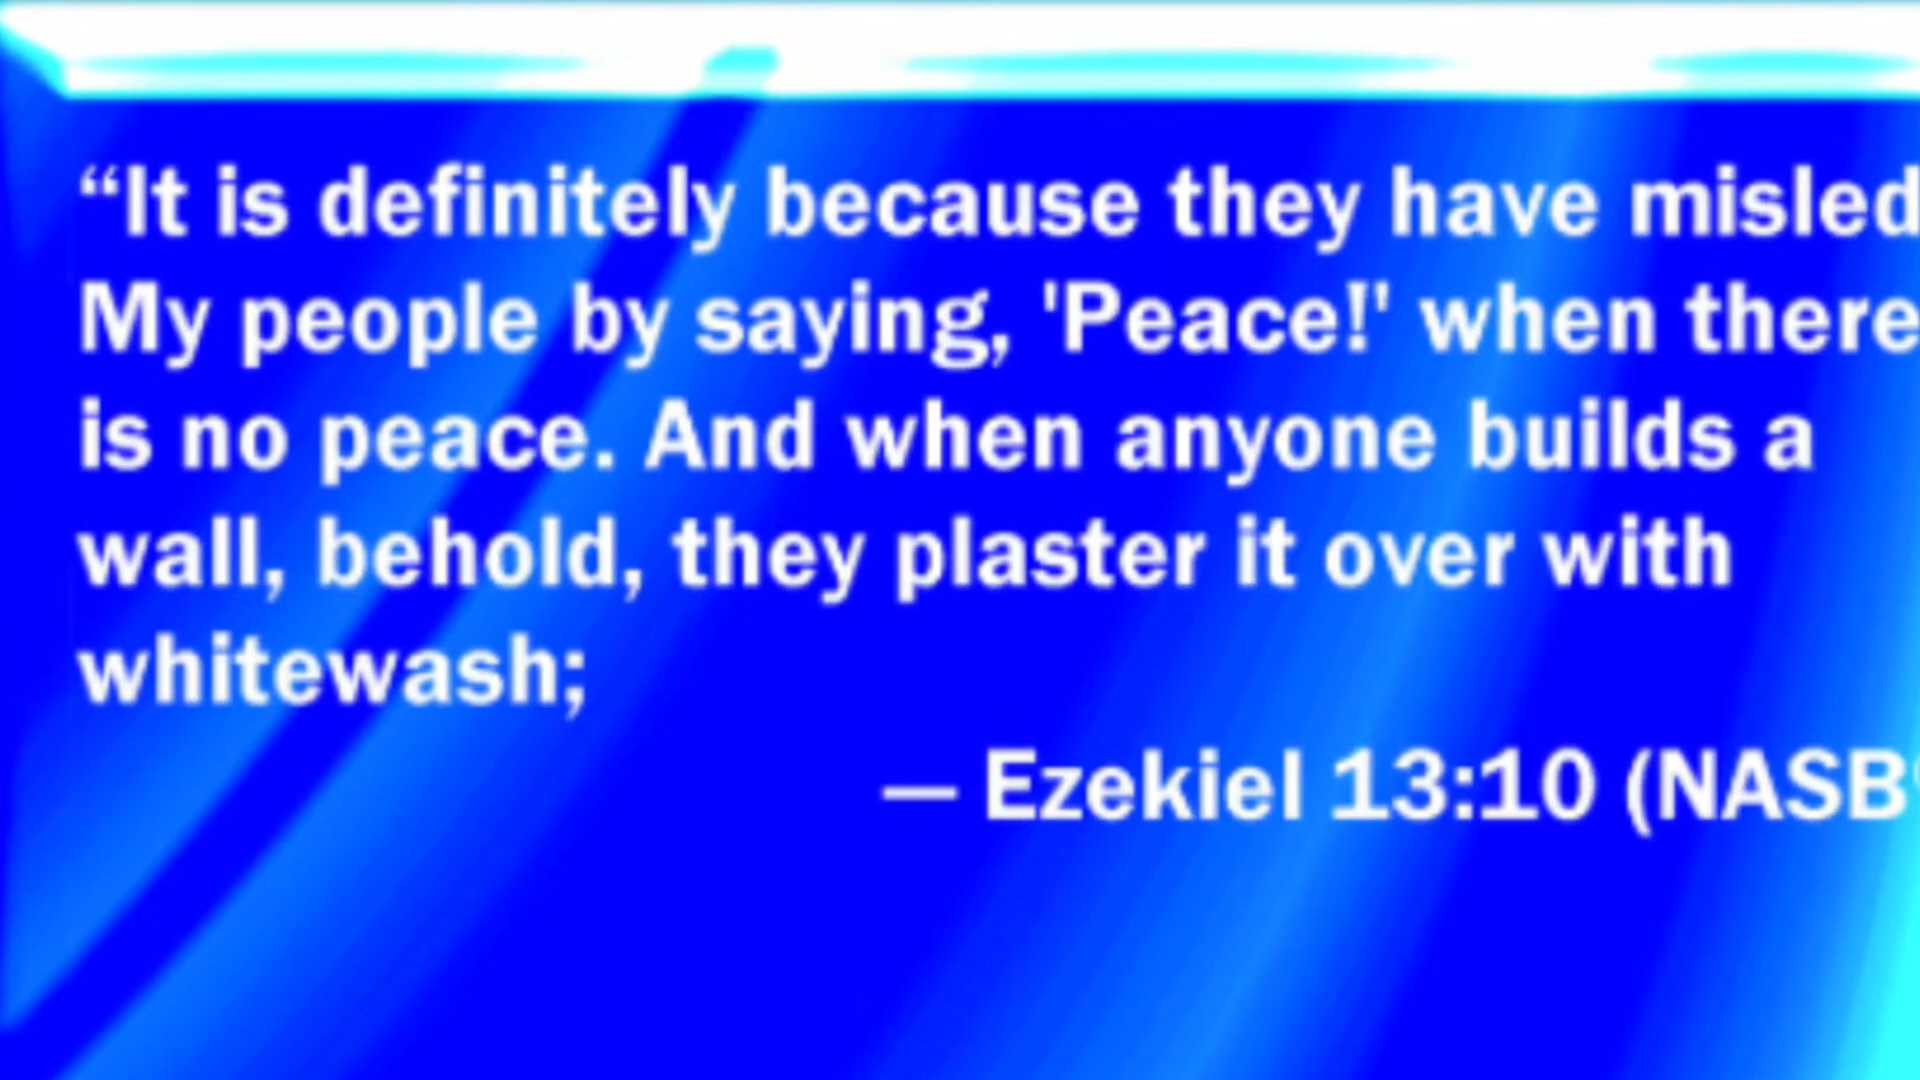 “It is definitely because they have misled
My people by saying, 'Peace!' when there
is no peace. And when anyone builds a
wall, behold, they plaster it over with
whitewash;
— Ezekiel 13:10 (NASB